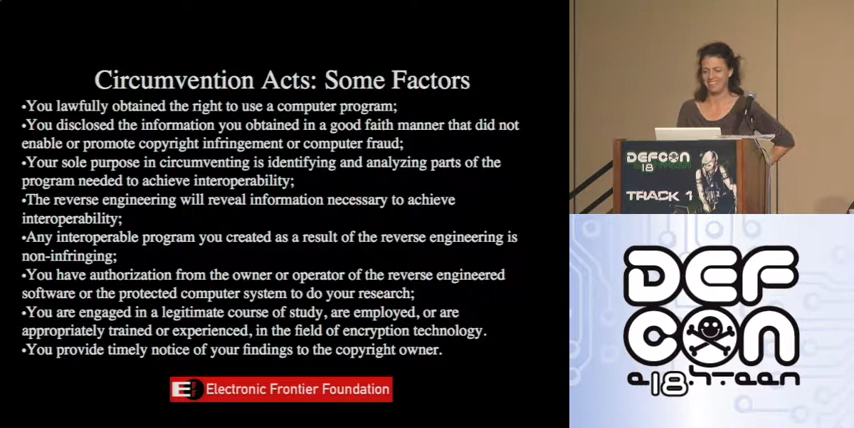 Circumvention Acts: Some Factors
•You lawfully obtained the right to use a computer program;
•You disclosed the information you obtained in a good faith manner that did not
enable or promote copyright infringement or computer fraud;
•Your sole purpose in circumventing is identifying and analyzing parts of the
program needed to achieve interoperability;
•The reverse engineering will reveal information necessary to achieve
interoperability;
•Any interoperable program you created as a result of the reverse engineering is
non-infringing;
•You have authorization from the owner or operator of the reverse engineered
software or the protected computer system to do your research;
•You are engaged in a legitimate course of study, are employed, or are
appropriately trained or experienced, in the field of encryption technology.
•You provide timely notice of your findings to the copyright owner.
Electronic Frontier Foundation
DEFCON
18
TRACK 1
DEF
CON
e18h.teen